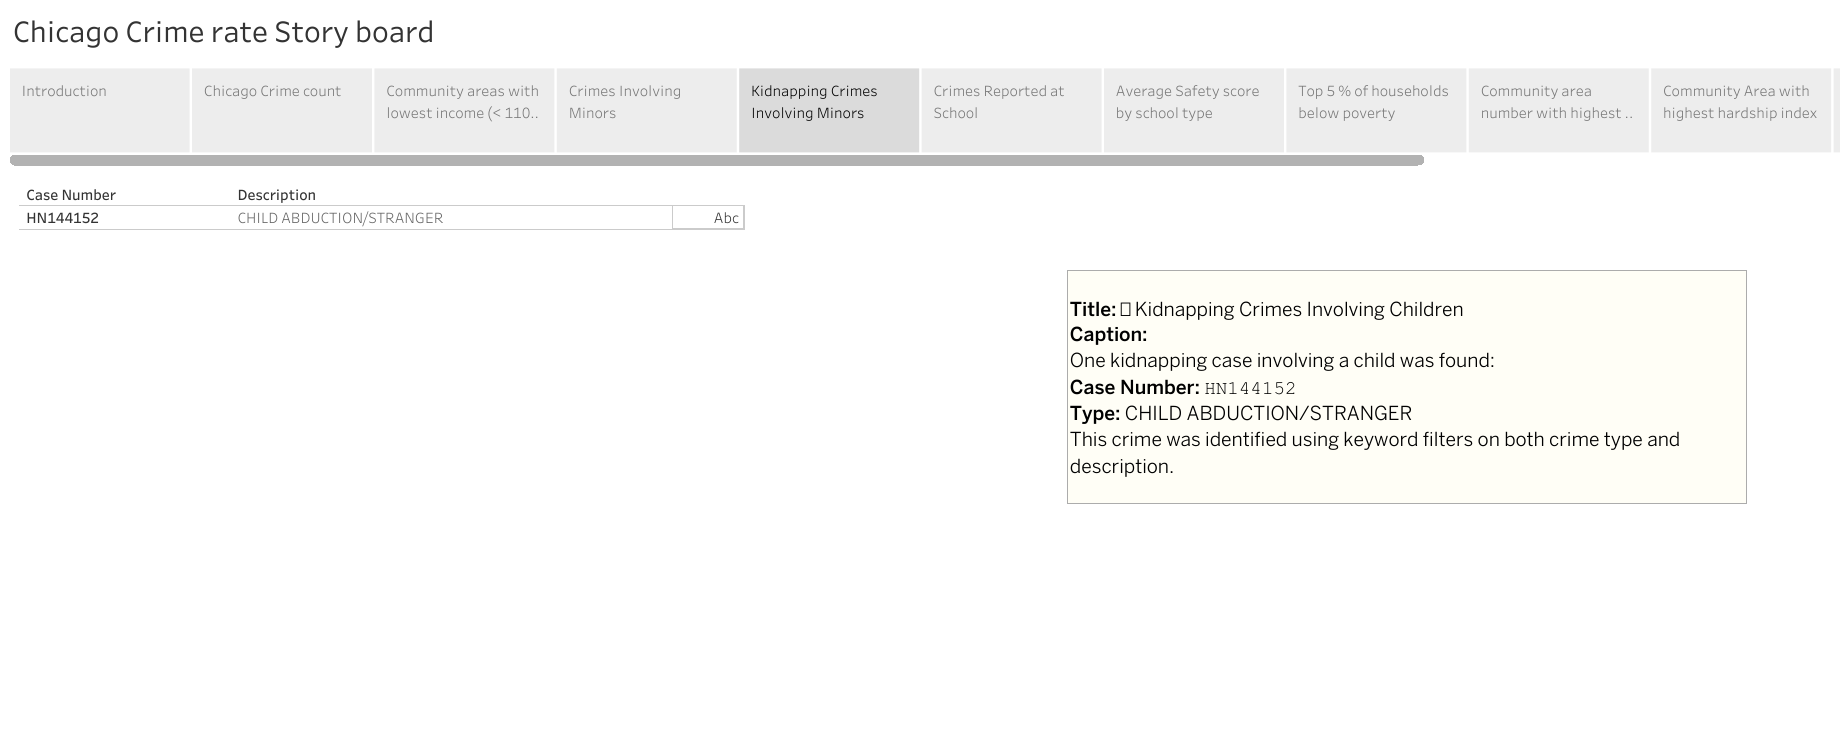 Chicago Crime rate Story board
Introduction
Chicago Crime count
Community areas with
lowest income (< 110..
Crimes Involving
Minors
Kidnapping Crimes
Involving Minors
Crimes Reported at
School
Average Safety score
by school type
Top 5 % of households
below poverty
Community area
number with highest ..
Community Area with
highest hardship index
Case Number Description
HN144152 CHILD ABDUCTION/STRANGER Abc
Title: Kidnapping Crimes Involving Children
Caption:
One kidnapping case involving a child was found:
Case Number: HN144152
Type: CHILD ABDUCTION/STRANGER
This crime was identified using keyword filters on both crime type and
description.